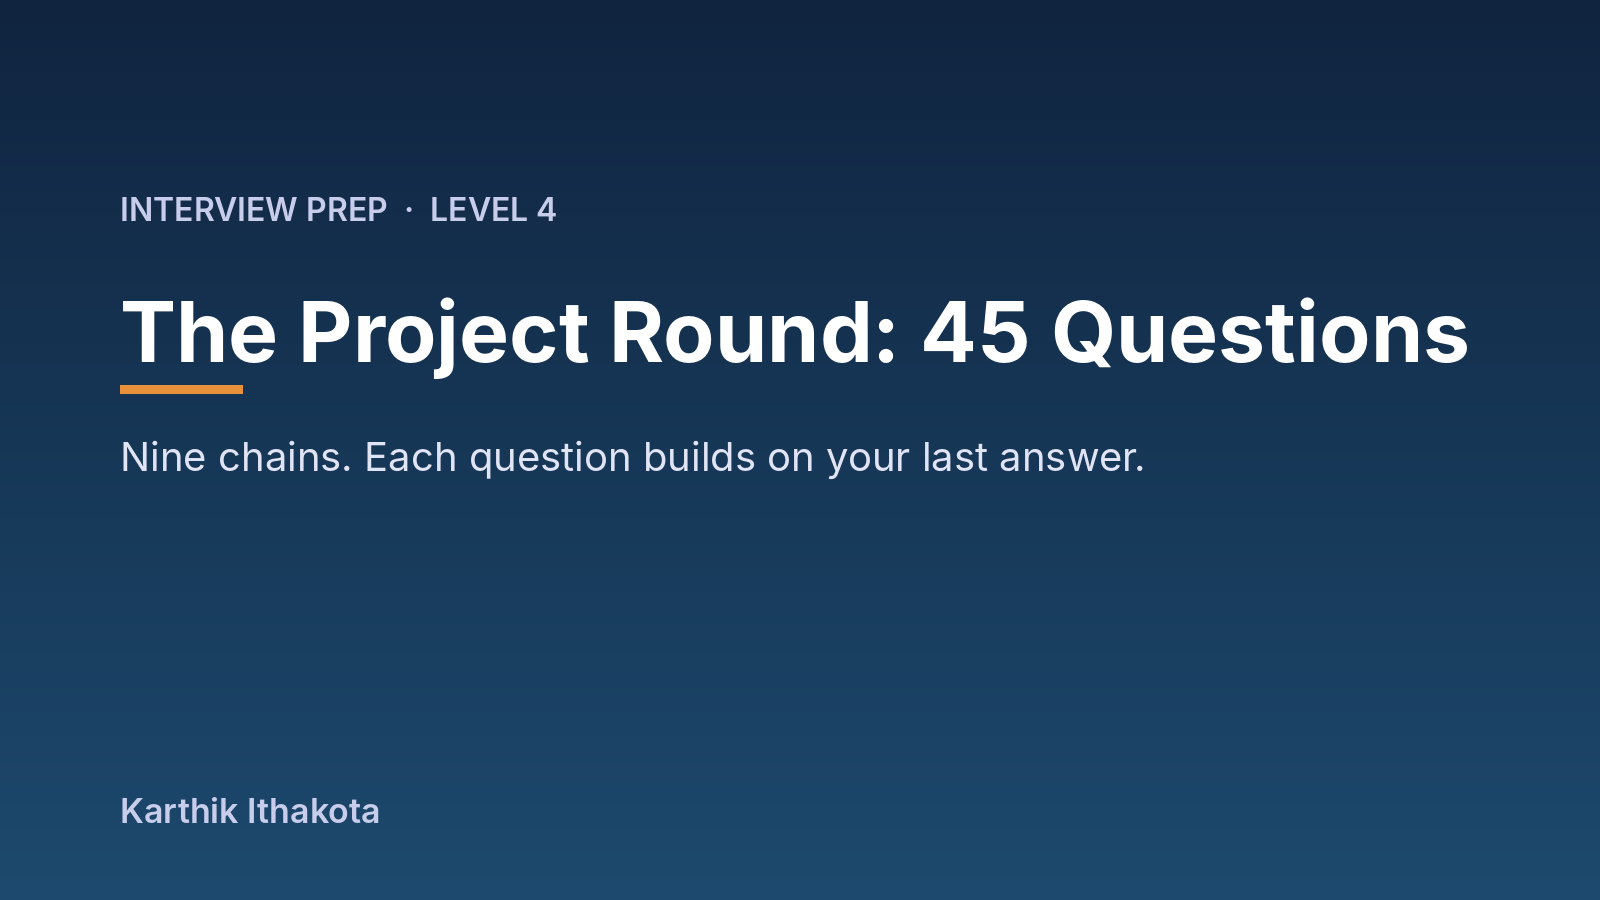 INTERVIEW PREP · LEVEL 4
The Project Round: 45 Questions
Nine chains. Each question builds on your last answer.
Karthik Ithakota